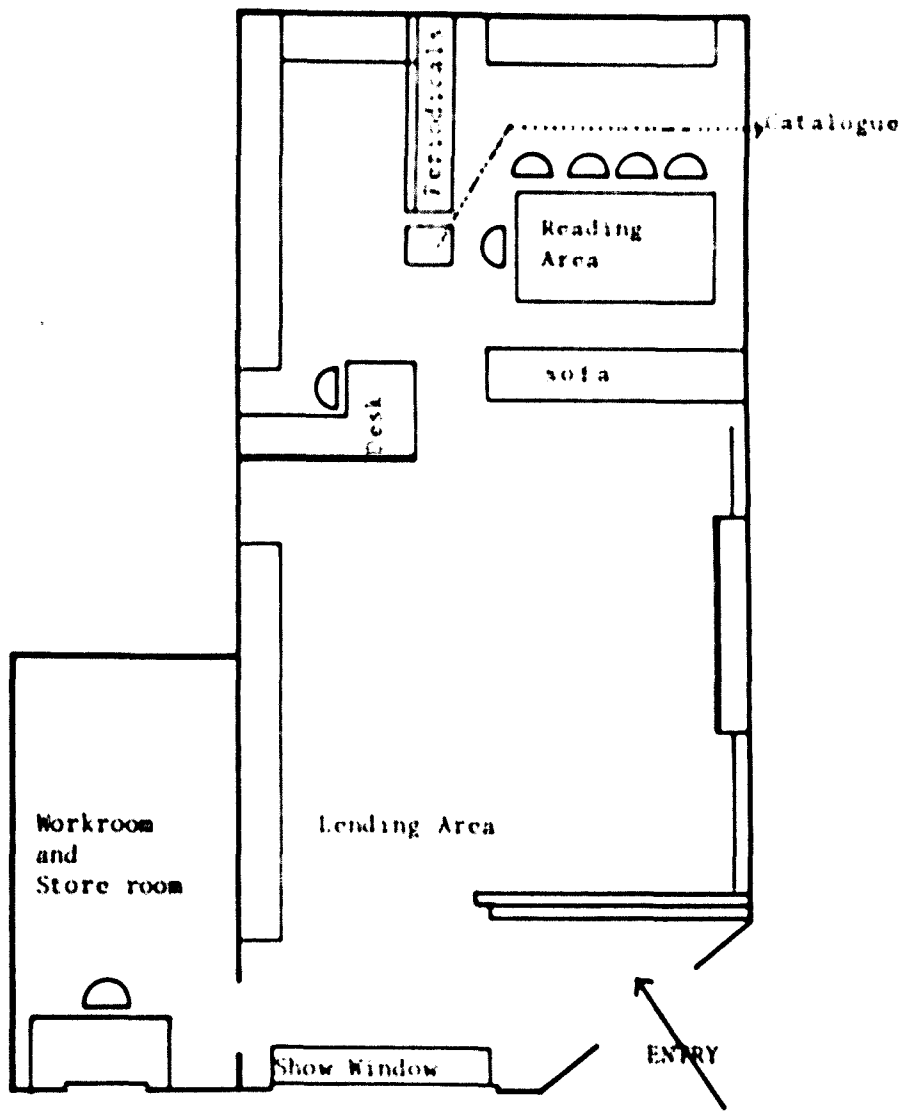 Periodicals
Catalogue
Reading
Area
Sofa
Desk
Workroom
and
Store room
Lending Area
Show Window
ENTRY